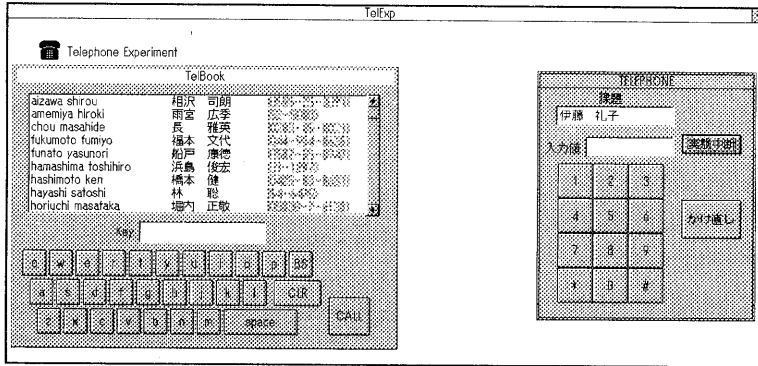 TelExp
Telephone Experiment
TelBook
aizawa shirou 相沢 司朗
amemiya hiroki 雨宮 広季
chou masahide 長 雅英
fukumoto fumiyo 福本 文代
funato yasunori 船戸 康徳
hamashima toshihiro 浜島 俊宏
hashimoto ken 橋本 健
hayashi satoshi 林 聡
horiuchi masataka 堀内 正敏
Key
q w e r t y u i o p BS
a s d f g h j k l CLR
z x c v b n m space
CALL
TELEPHONE
課題
伊藤 礼子
入力値
実験中断
1 2 3
4 5 6
かけ直し
7 8 9
* 0 #